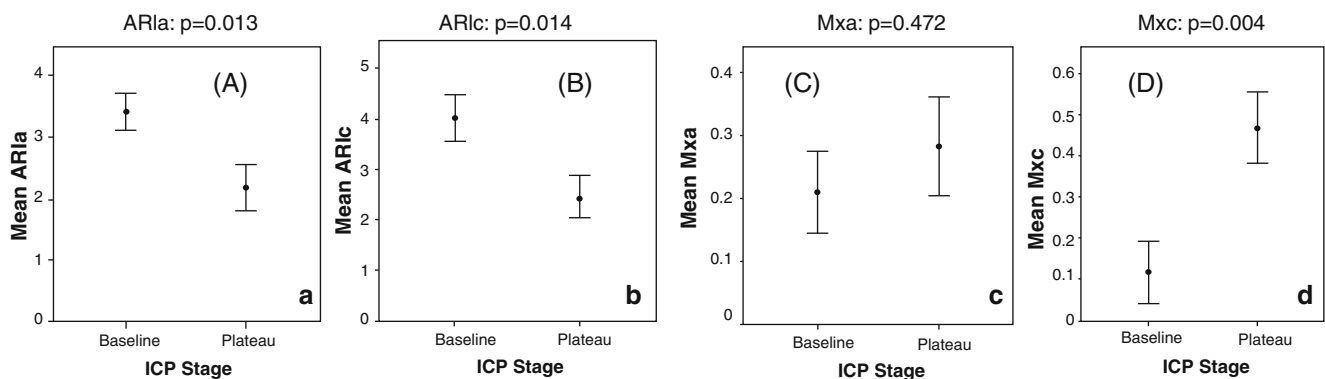 ARIa: p=0.013
Mean ARIa
4
3
2
1
0
(A)
a
Baseline
Plateau
ICP Stage
ARIc: p=0.014
Mean ARIc
5
4
3
2
1
0
(B)
b
Baseline
Plateau
ICP Stage
Mxa: p=0.472
Mean Mxa
0.4
0.3
0.2
0.1
0
(C)
c
Baseline
Plateau
ICP Stage
Mxc: p=0.004
Mean Mxc
0.6
0.5
0.4
0.3
0.2
0.1
0
(D)
d
Baseline
Plateau
ICP Stage